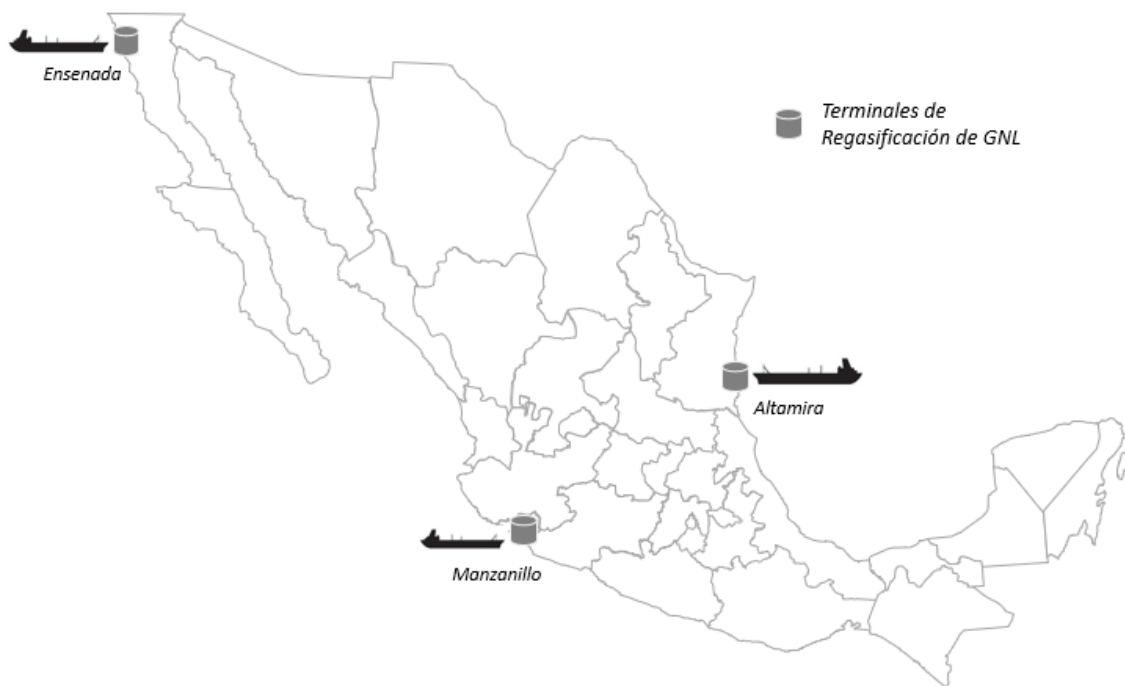 Ensenada
Terminales de
Regasificación de GNL
Altamira
Manzanillo